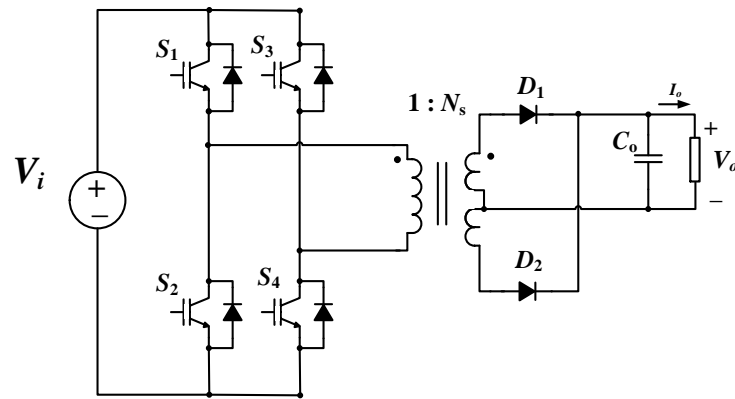 S1
S3
1 : Ns
D1
Io
+
Vi
+
−
Co
Vo
−
S2
S4
D2